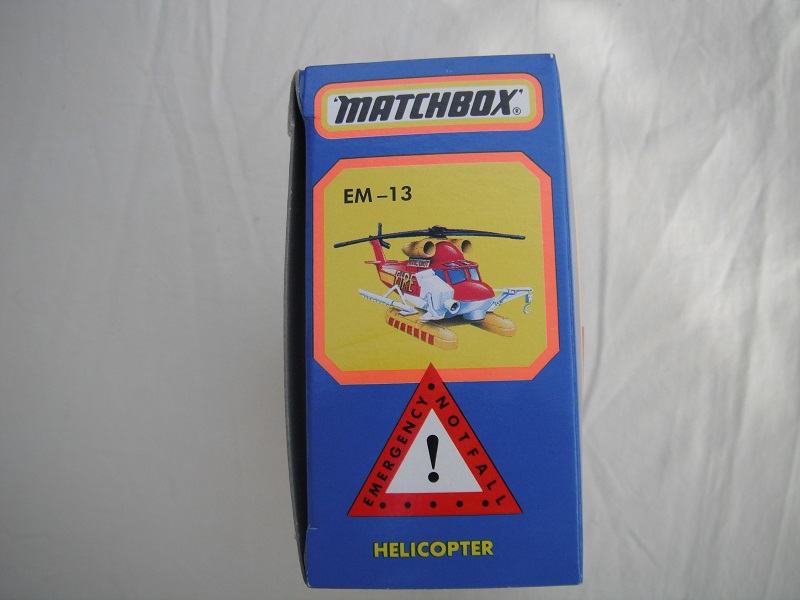 MATCHBOX®
EM-13
FIRE
EMERGENCY
NOTFALL
!
HELICOPTER